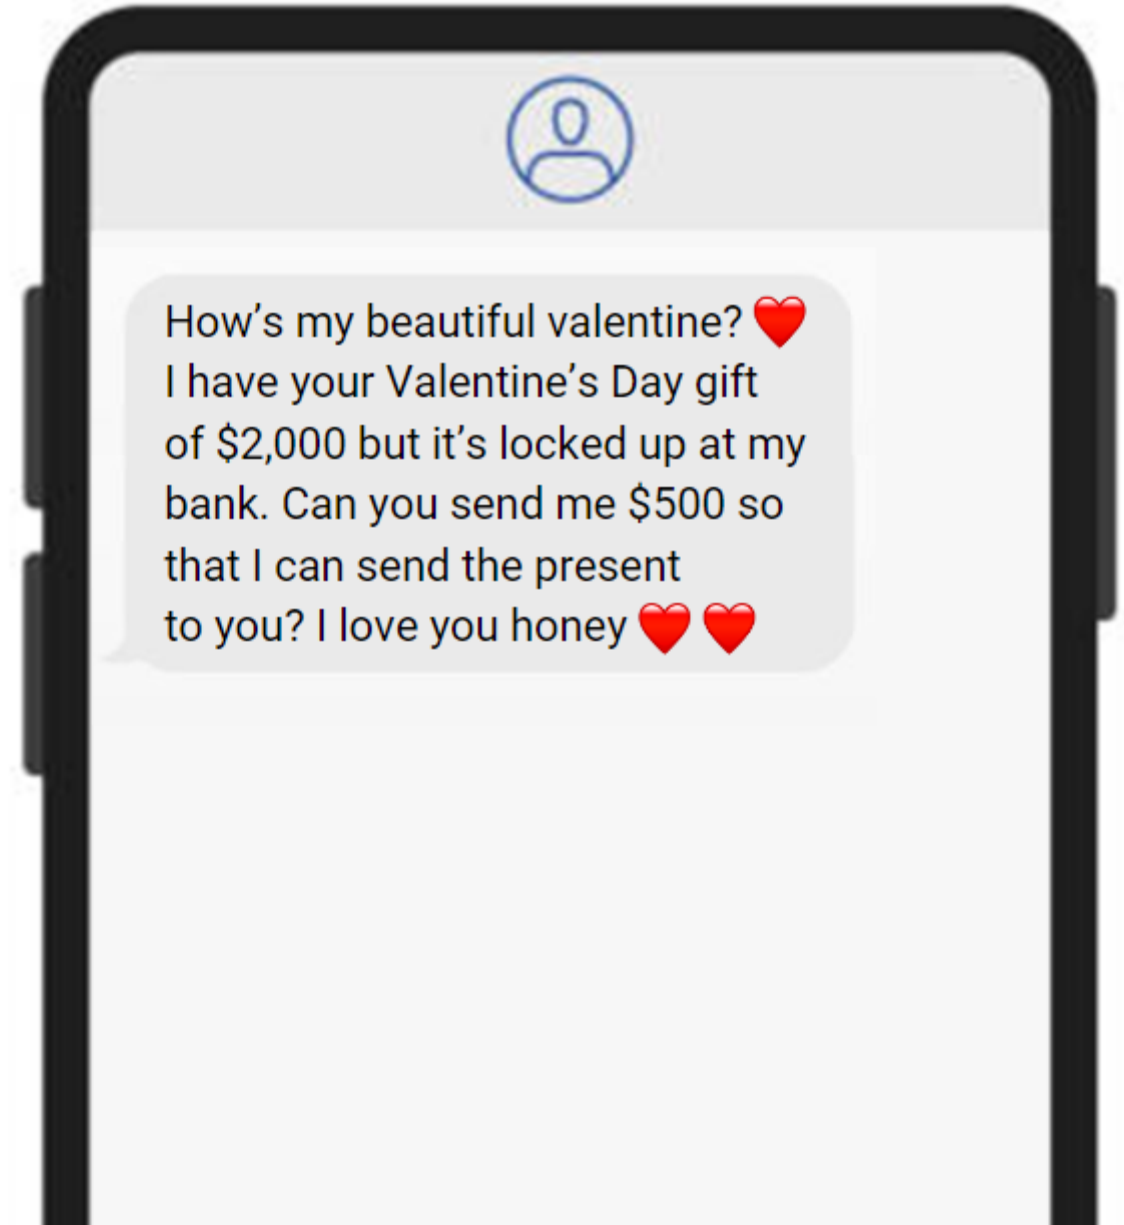 How’s my beautiful valentine? ❤️
I have your Valentine’s Day gift
of $2,000 but it’s locked up at my
bank. Can you send me $500 so
that I can send the present
to you? I love you honey ❤️ ❤️